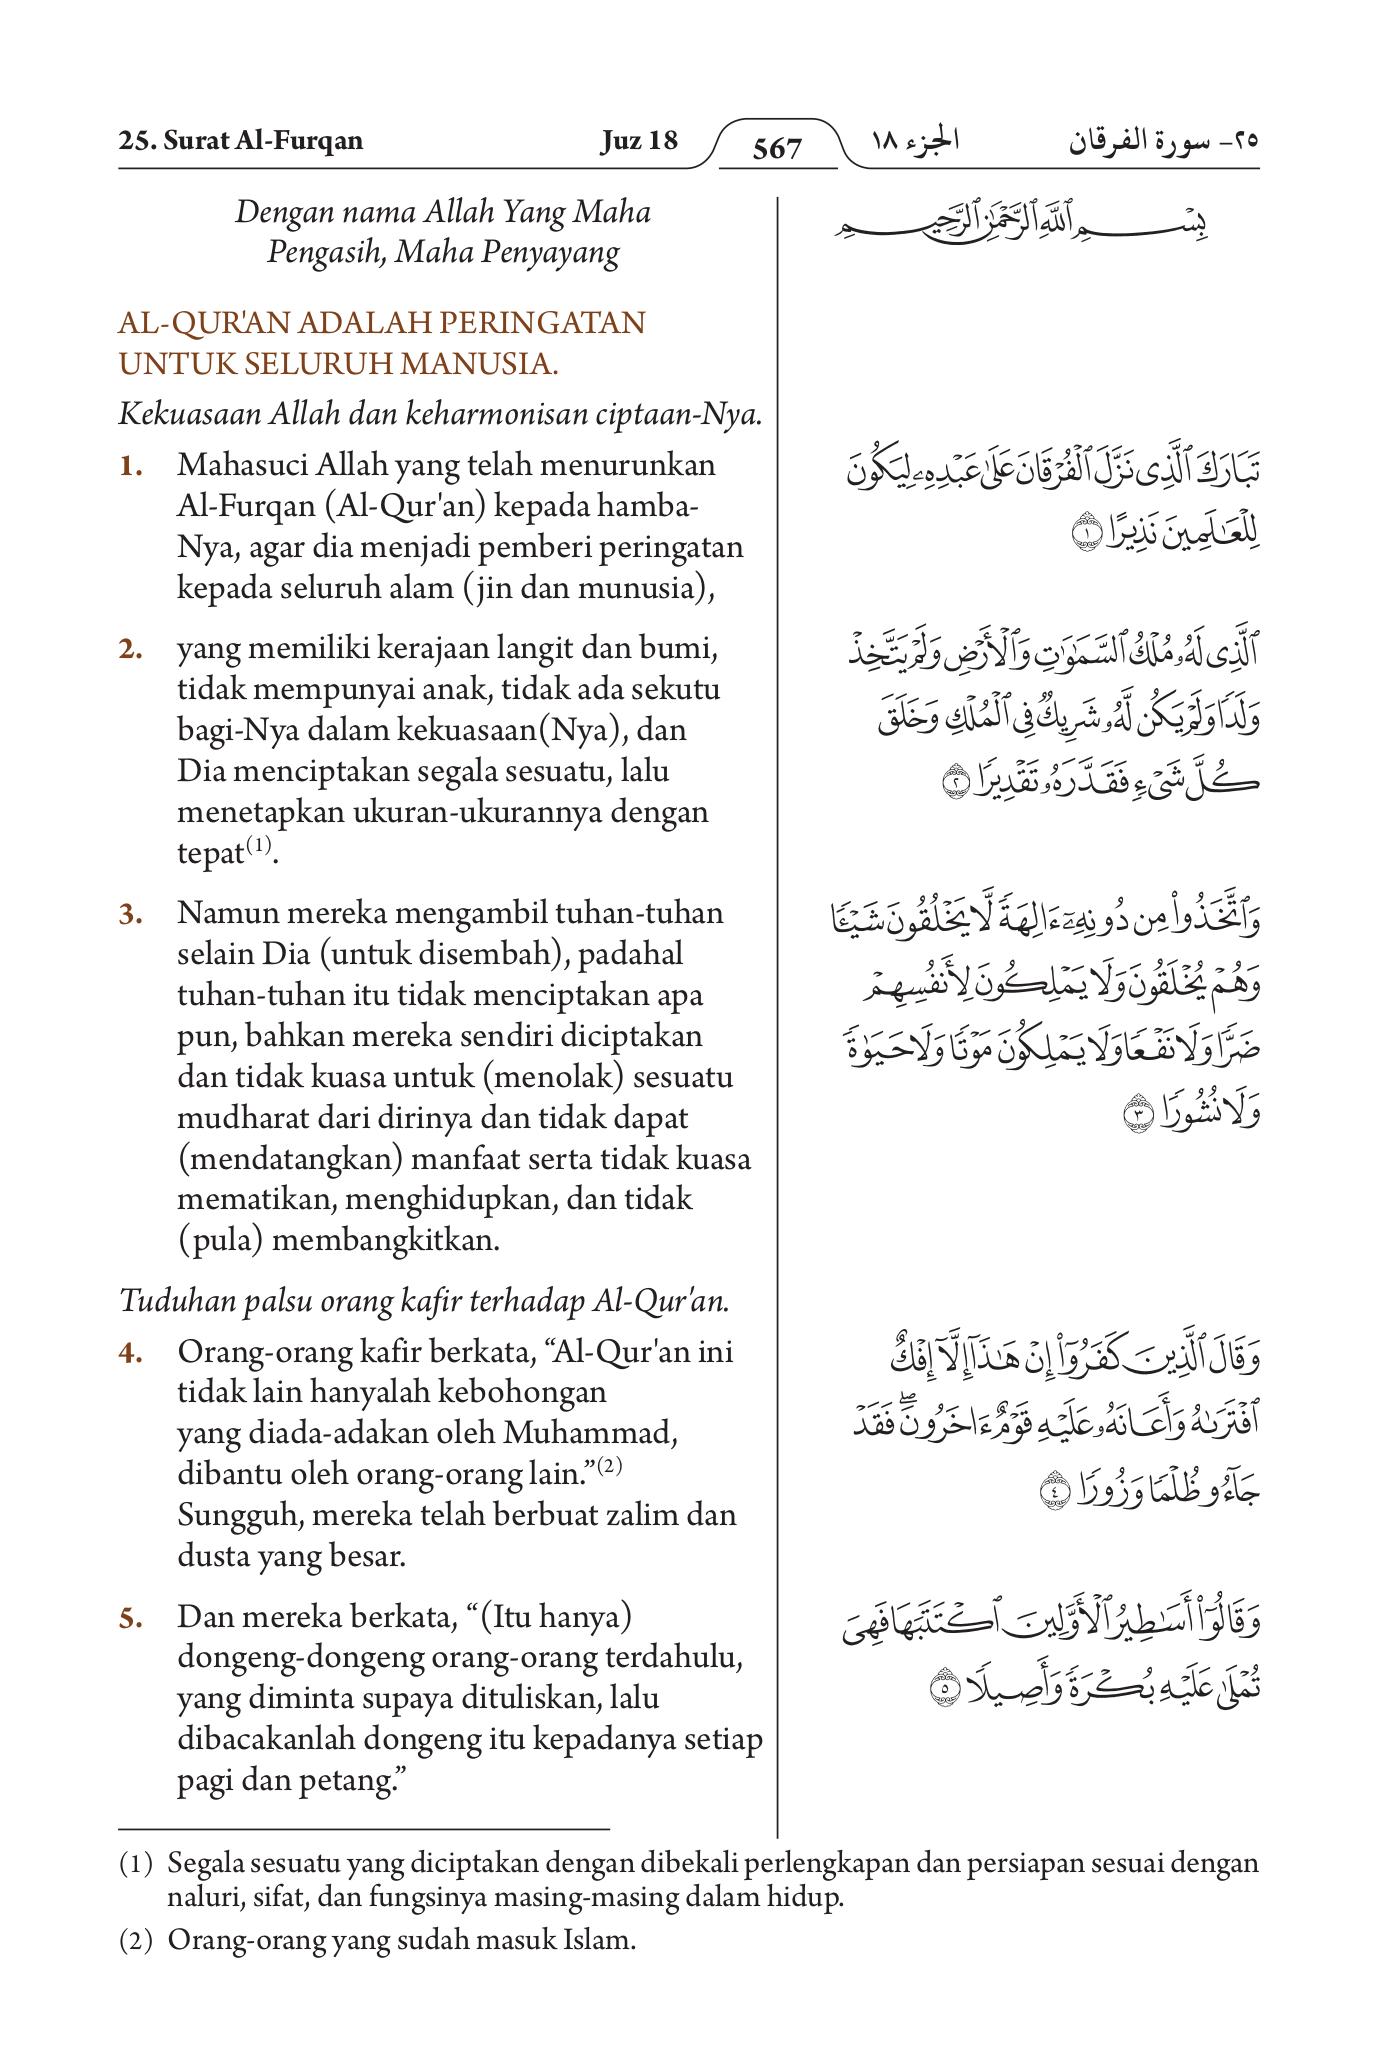 25. Surat Al-Furqan
Juz 18
567
الجزء ١٨
٢٥- سورة الفرقان
Dengan nama Allah Yang Maha
Pengasih, Maha Penyayang
AL-QUR'AN ADALAH PERINGATAN
UNTUK SELURUH MANUSIA.
Kekuasaan Allah dan keharmonisan ciptaan-Nya.
1. Mahasuci Allah yang telah menurunkan
Al-Furqan (Al-Qur'an) kepada hamba-
Nya, agar dia menjadi pemberi peringatan
kepada seluruh alam (jin dan munusia),
2. yang memiliki kerajaan langit dan bumi,
tidak mempunyai anak, tidak ada sekutu
bagi-Nya dalam kekuasaan(Nya), dan
Dia menciptakan segala sesuatu, lalu
menetapkan ukuran-ukurannya dengan
tepat(1).
3. Namun mereka mengambil tuhan-tuhan
selain Dia (untuk disembah), padahal
tuhan-tuhan itu tidak menciptakan apa
pun, bahkan mereka sendiri diciptakan
dan tidak kuasa untuk (menolak) sesuatu
mudharat dari dirinya dan tidak dapat
(mendatangkan) manfaat serta tidak kuasa
mematikan, menghidupkan, dan tidak
(pula) membangkitkan.
Tuduhan palsu orang kafir terhadap Al-Qur'an.
4. Orang-orang kafir berkata, “Al-Qur'an ini
tidak lain hanyalah kebohongan
yang diada-adakan oleh Muhammad,
dibantu oleh orang-orang lain.”(2)
Sungguh, mereka telah berbuat zalim dan
dusta yang besar.
5. Dan mereka berkata, “(Itu hanya)
dongeng-dongeng orang-orang terdahulu,
yang diminta supaya dituliskan, lalu
dibacakanlah dongeng itu kepadanya setiap
pagi dan petang.”
بِسْمِ ٱللَّهِ ٱلرَّحْمَٰنِ ٱلرَّحِيمِ
تَبَارَكَ ٱلَّذِى نَزَّلَ ٱلْفُرْقَانَ عَلَىٰ عَبْدِهِۦ لِيَكُونَ
لِلْعَٰلَمِينَ نَذِيرًا ١
ٱلَّذِى لَهُۥ مُلْكُ ٱلسَّمَٰوَٰتِ وَٱلْأَرْضِ وَلَمْ يَتَّخِذْ
وَلَدًا وَلَمْ يَكُن لَّهُۥ شَرِيكٌ فِى ٱلْمُلْكِ وَخَلَقَ
كُلَّ شَىْءٍ فَقَدَّرَهُۥ تَقْدِيرًا ٢
وَٱتَّخَذُوا۟ مِن دُونِهِۦٓ ءَالِهَةً لَّا يَخْلُقُونَ شَيْـًٔا
وَهُمْ يُخْلَقُونَ وَلَا يَمْلِكُونَ لِأَنفُسِهِمْ
ضَرًّا وَلَا نَفْعًا وَلَا يَمْلِكُونَ مَوْتًا وَلَا حَيَوٰةً
وَلَا نُشُورًا ٣
وَقَالَ ٱلَّذِينَ كَفَرُوٓا۟ إِنْ هَٰذَآ إِلَّآ إِفْكٌ
ٱفْتَرَىٰهُ وَأَعَانَهُۥ عَلَيْهِ قَوْمٌ ءَاخَرُونَ ۖ فَقَدْ
جَآءُو ظُلْمًا وَزُورًا ٤
وَقَالُوٓا۟ أَسَٰطِيرُ ٱلْأَوَّلِينَ ٱكْتَتَبَهَا فَهِىَ
تُمْلَىٰ عَلَيْهِ بُكْرَةً وَأَصِيلًا ٥
(1) Segala sesuatu yang diciptakan dengan dibekali perlengkapan dan persiapan sesuai dengan
naluri, sifat, dan fungsinya masing-masing dalam hidup.
(2) Orang-orang yang sudah masuk Islam.